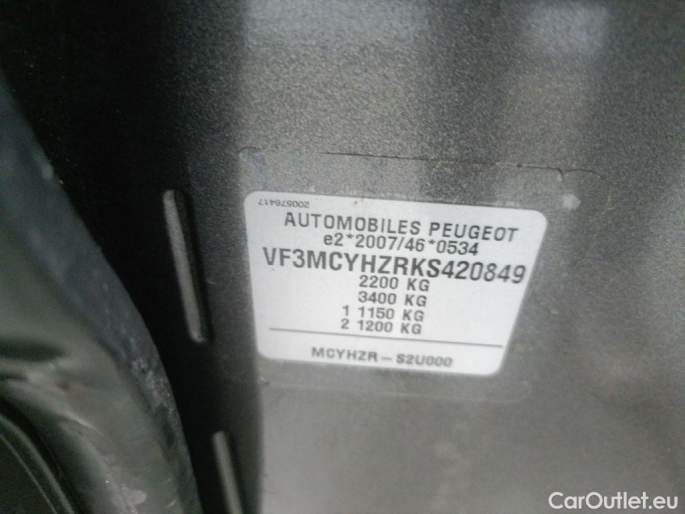 200576417
AUTOMOBILES PEUGEOT
e2*2007/46*0534
VF3MCYHZRKS420849
2200 KG
3400 KG
1 1150 KG
2 1200 KG
MCYHZR - S2U000
CarOutlet.eu